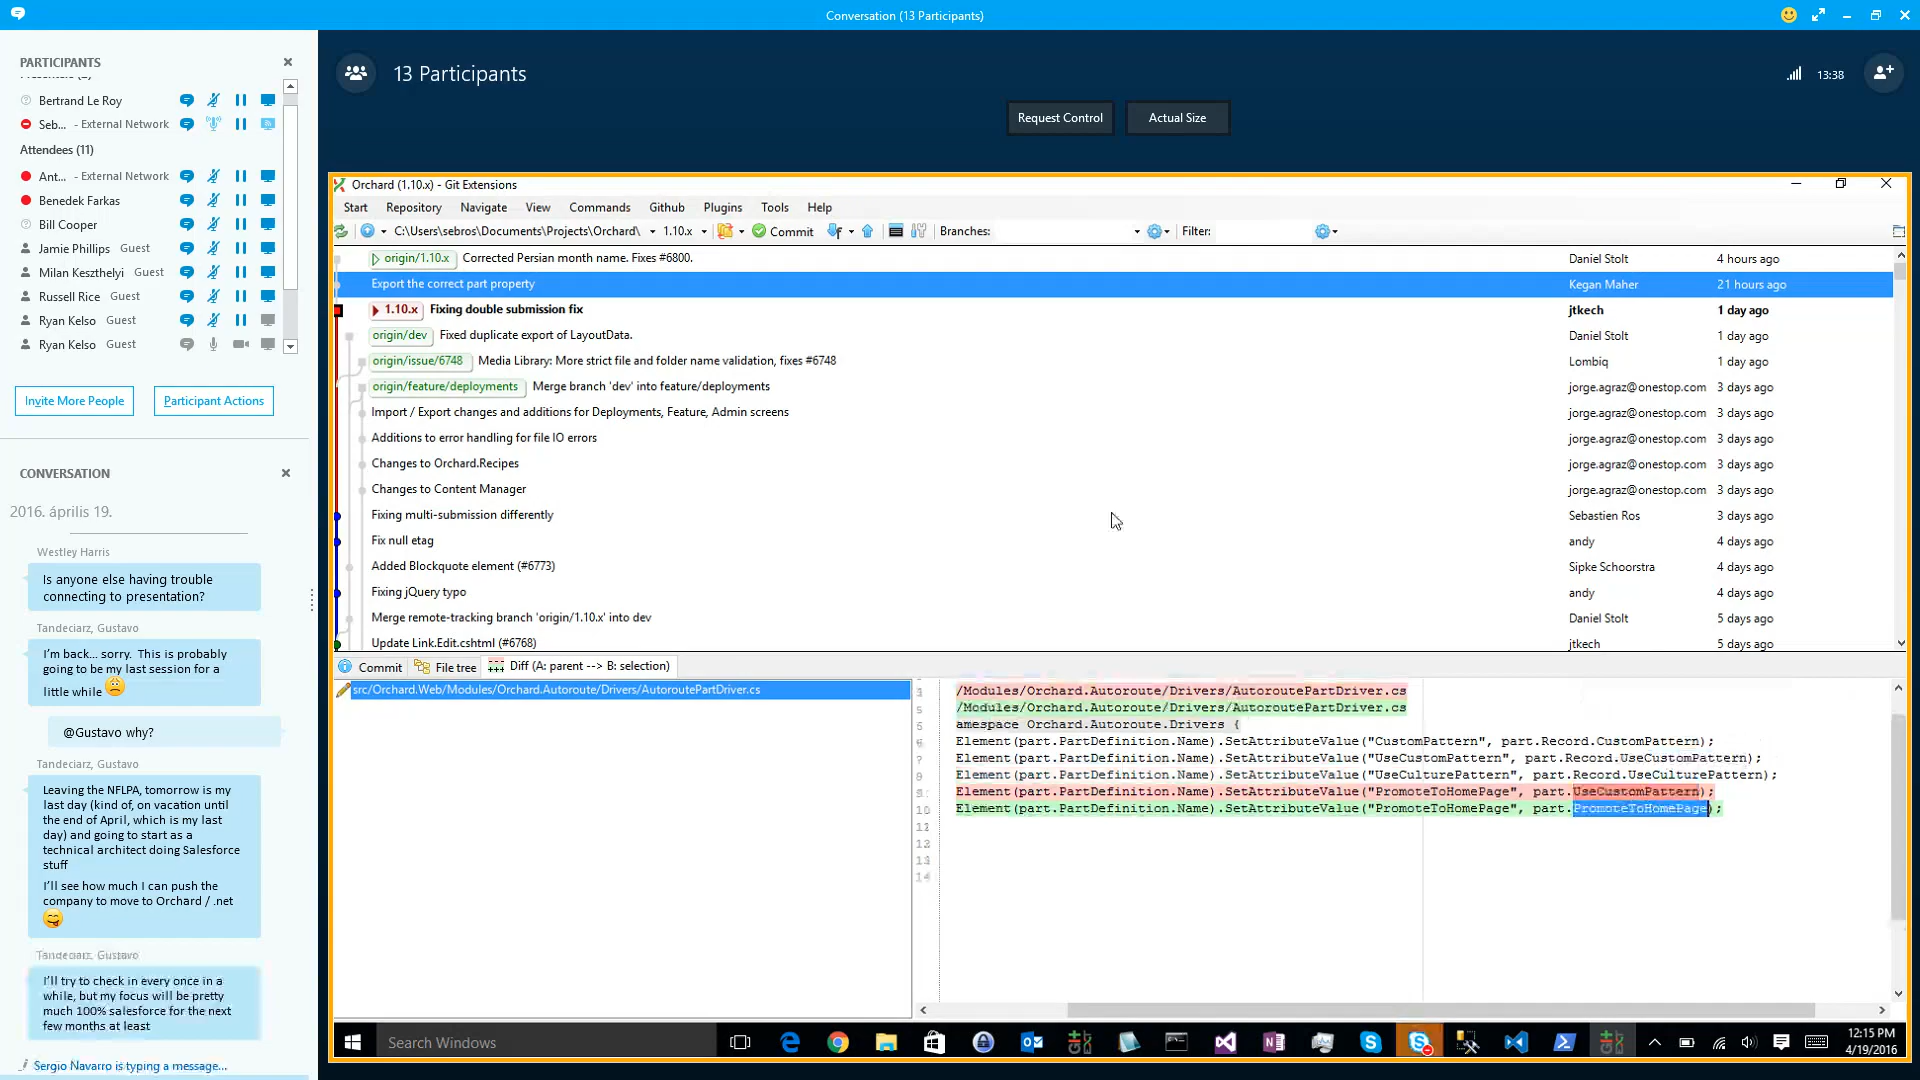 Conversation (13 Participants)
PARTICIPANTS
Bertrand Le Roy
Seb... - External Network
Attendees (11)
Ant... - External Network
Benedek Farkas
Bill Cooper
Jamie Phillips Guest
Milan Keszthelyi Guest
Russell Rice Guest
Ryan Kelso Guest
Ryan Kelso Guest
Invite More People
Participant Actions
CONVERSATION
2016. április 19.
Westley Harris
Is anyone else having trouble
connecting to presentation?
Tandeciarz, Gustavo
I'm back... sorry. This is probably
going to be my last session for a
little while
@Gustavo why?
Tandeciarz, Gustavo
Leaving the NFLPA, tomorrow is my
last day (kind of, on vacation until
the end of April, which is my last
day) and going to start as a
technical architect doing Salesforce
stuff
I'll see how much I can push the
company to move to Orchard / .net
Tandeciarz, Gustavo
I'll try to check in every once in a
while, but my focus will be pretty
much 100% salesforce for the next
few months at least
Sergio Navarro is typing a message...
13 Participants
13:38
Request Control
Actual Size
Orchard (1.10.x) - Git Extensions
Start Repository Navigate View Commands Github Plugins Tools Help
C:\Users\sebros\Documents\Projects\Orchard\ 1.10.x Commit Branches: Filter:
origin/1.10.x Corrected Persian month name. Fixes #6800. Daniel Stolt 4 hours ago
Export the correct part property Kegan Maher 21 hours ago
1.10.x Fixing double submission fix jtkech 1 day ago
origin/dev Fixed duplicate export of LayoutData. Daniel Stolt 1 day ago
origin/issue/6748 Media Library: More strict file and folder name validation, fixes #6748 Lombiq 1 day ago
origin/feature/deployments Merge branch 'dev' into feature/deployments jorge.agraz@onestop.com 3 days ago
Import / Export changes and additions for Deployments, Feature, Admin screens jorge.agraz@onestop.com 3 days ago
Additions to error handling for file IO errors jorge.agraz@onestop.com 3 days ago
Changes to Orchard.Recipes jorge.agraz@onestop.com 3 days ago
Changes to Content Manager jorge.agraz@onestop.com 3 days ago
Fixing multi-submission differently Sebastien Ros 3 days ago
Fix null etag andy 4 days ago
Added Blockquote element (#6773) Sipke Schoorstra 4 days ago
Fixing jQuery typo andy 4 days ago
Merge remote-tracking branch 'origin/1.10.x' into dev Daniel Stolt 5 days ago
Update Link.Edit.cshtml (#6768) jtkech 5 days ago
Commit File tree Diff (A: parent --> B: selection)
src/Orchard.Web/Modules/Orchard.Autoroute/Drivers/AutoroutePartDriver.cs
/Modules/Orchard.Autoroute/Drivers/AutoroutePartDriver.cs
/Modules/Orchard.Autoroute/Drivers/AutoroutePartDriver.cs
amespace Orchard.Autoroute.Drivers {
Element(part.PartDefinition.Name).SetAttributeValue("CustomPattern", part.Record.CustomPattern);
Element(part.PartDefinition.Name).SetAttributeValue("UseCustomPattern", part.Record.UseCustomPattern);
Element(part.PartDefinition.Name).SetAttributeValue("UseCulturePattern", part.Record.UseCulturePattern);
Element(part.PartDefinition.Name).SetAttributeValue("PromoteToHomePage", part.UseCustomPattern);
10 Element(part.PartDefinition.Name).SetAttributeValue("PromoteToHomePage", part.PromoteToHomePage);
11
12
13
14
Search Windows
12:15 PM
4/19/2016